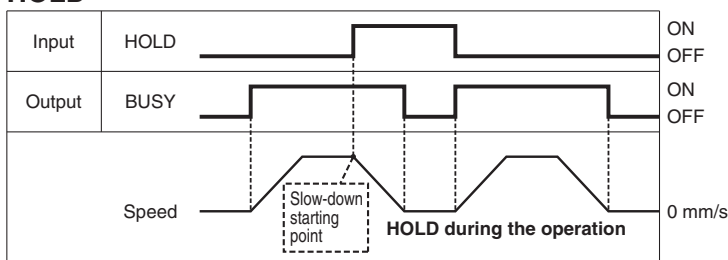 HOLD
Input HOLD ON
OFF
Output BUSY ON
OFF
Speed 0 mm/s
Slow-down
starting
point
HOLD during the operation